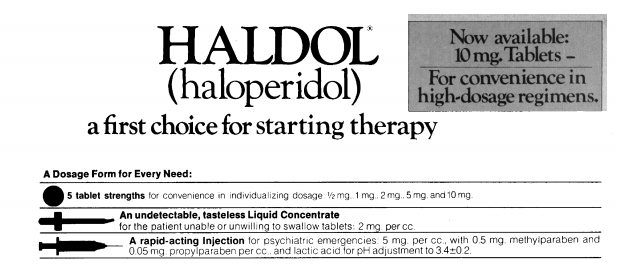 HALDOL®
(haloperidol)
a first choice for starting therapy
Now available:
10 mg. Tablets –
For convenience in
high-dosage regimens.
A Dosage Form for Every Need:
5 tablet strengths for convenience in individualizing dosage: ½ mg., 1 mg., 2 mg., 5 mg. and 10 mg.
An undetectable, tasteless Liquid Concentrate
for the patient unable or unwilling to swallow tablets: 2 mg. per cc.
A rapid-acting Injection for psychiatric emergencies: 5 mg. per cc., with 0.5 mg. methylparaben and
0.05 mg. propylparaben per cc., and lactic acid for pH adjustment to 3.4±0.2.